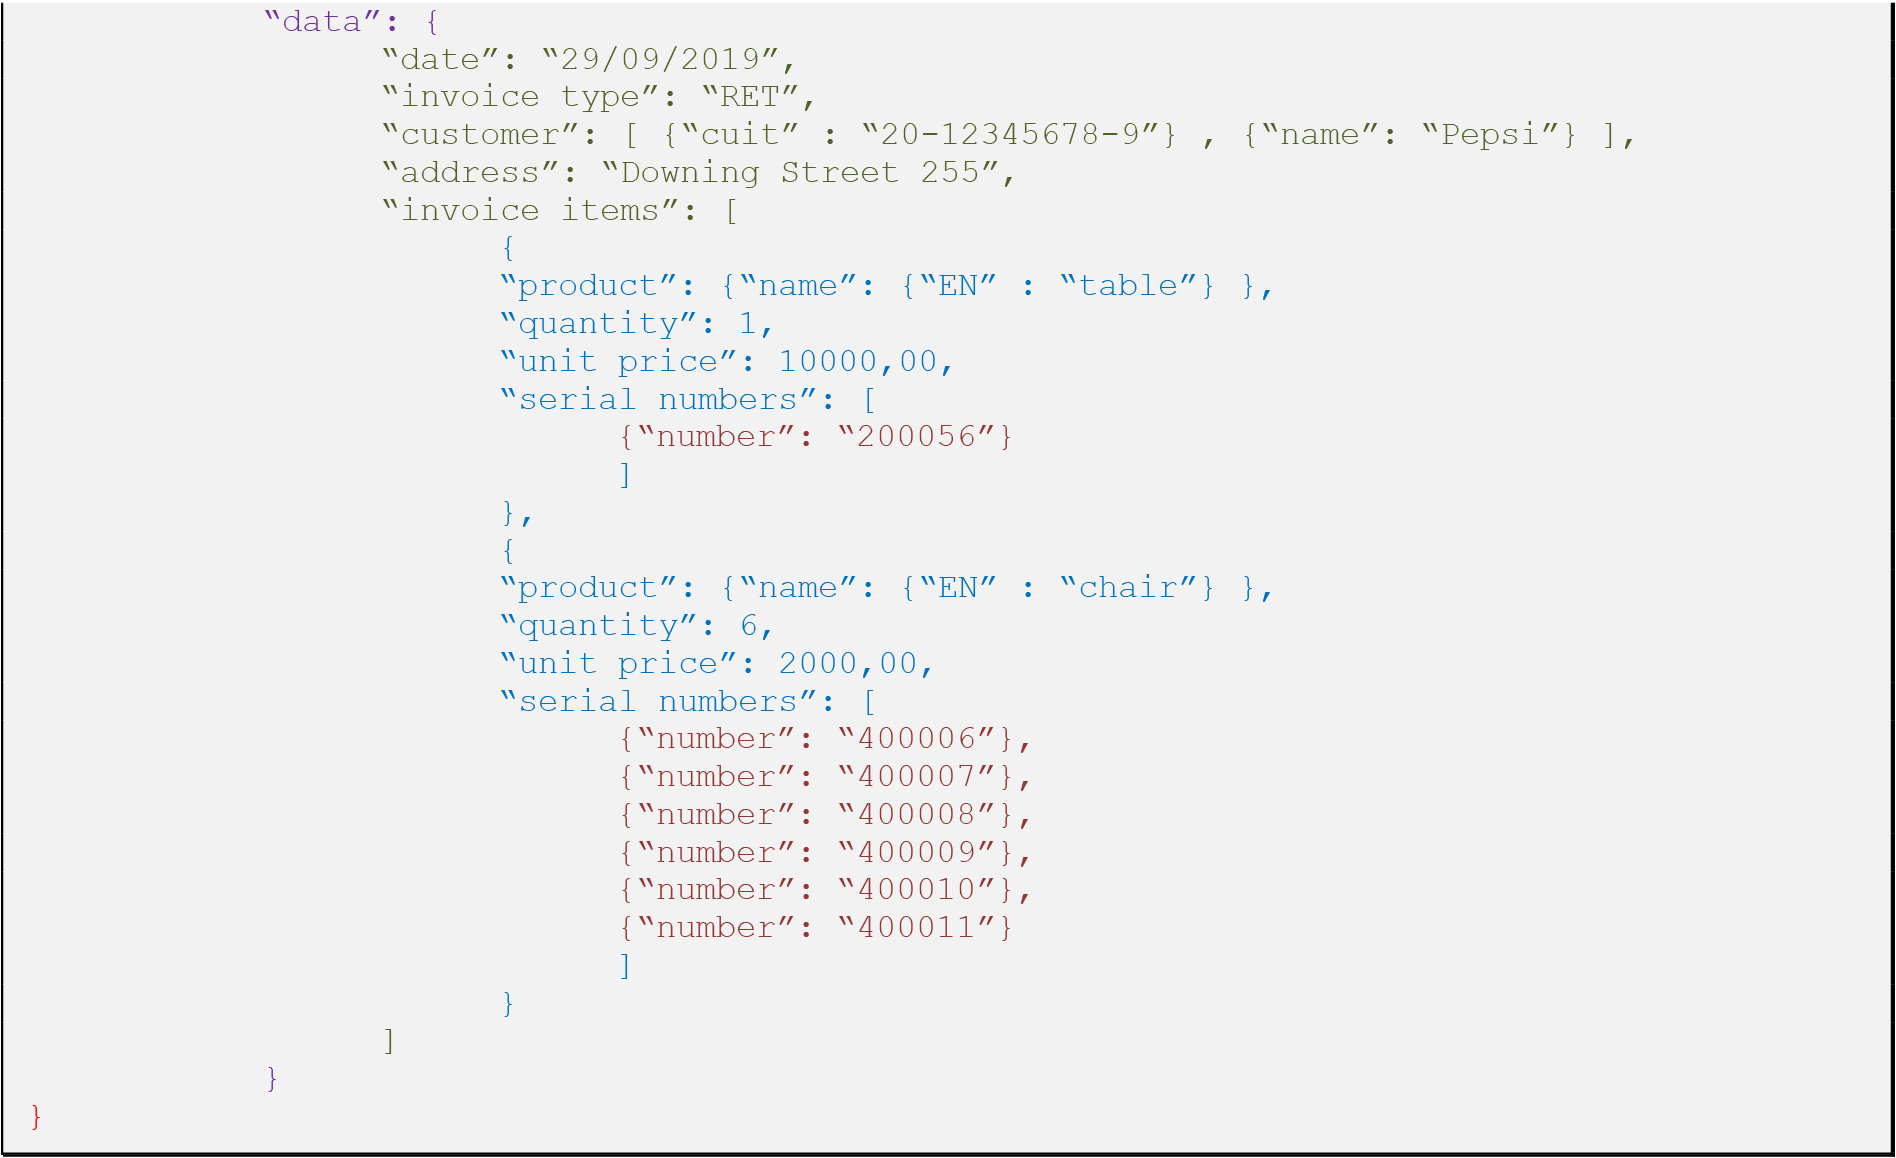 “data”: {
“date”: “29/09/2019”,
“invoice type”: “RET”,
“customer”: [ {“cuit” : “20-12345678-9”} , {“name”: “Pepsi”} ],
“address”: “Downing Street 255”,
“invoice items”: [
{
“product”: {“name”: {“EN” : “table”} },
“quantity”: 1,
“unit price”: 10000,00,
“serial numbers”: [
{“number”: “200056”}
]
},
{
“product”: {“name”: {“EN” : “chair”} },
“quantity”: 6,
“unit price”: 2000,00,
“serial numbers”: [
{“number”: “400006”},
{“number”: “400007”},
{“number”: “400008”},
{“number”: “400009”},
{“number”: “400010”},
{“number”: “400011”}
]
}
]
}
}